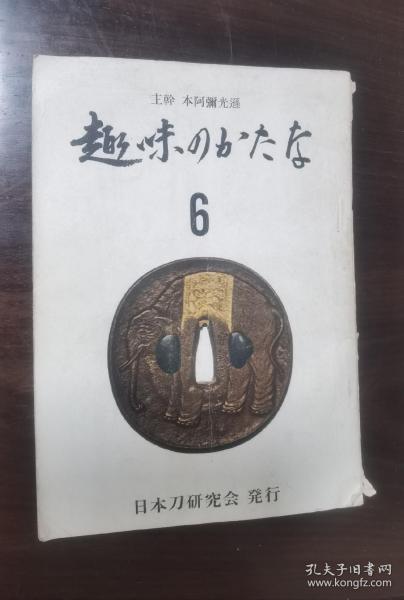 主幹 本阿彌光遜
趣味のかたな
6
日本刀研究会 発行
孔夫子旧书网
www.kongfz.com